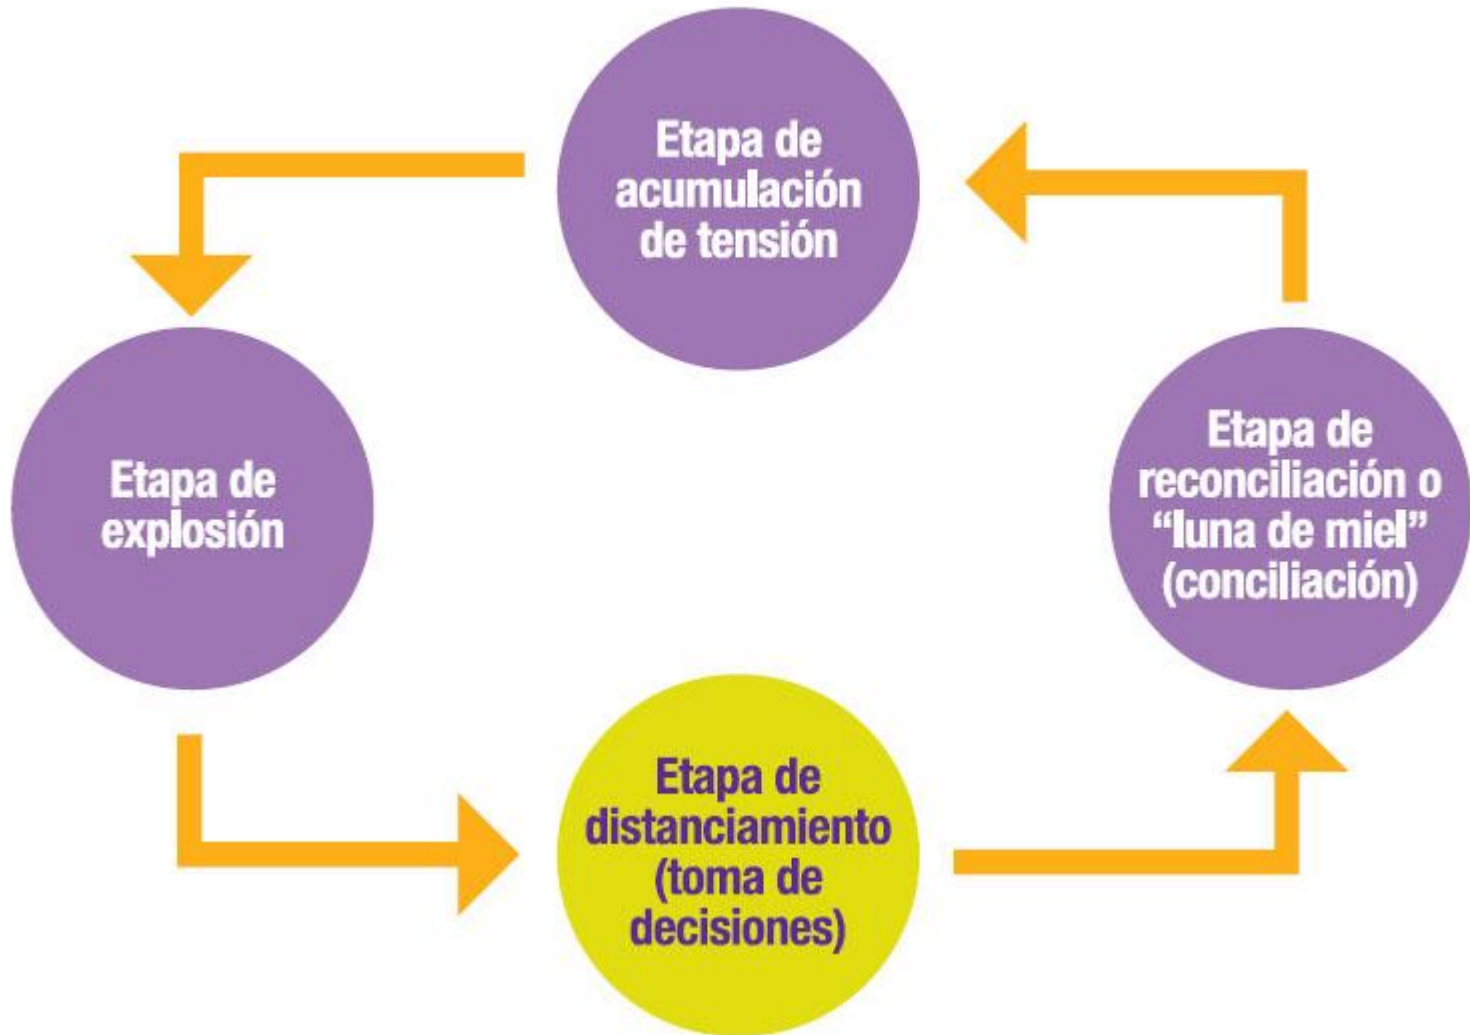 Etapa de
acumulación
de tensión
Etapa de
explosión
Etapa de
distanciamiento
(toma de
decisiones)
Etapa de
reconciliación o
“luna de miel”
(conciliación)